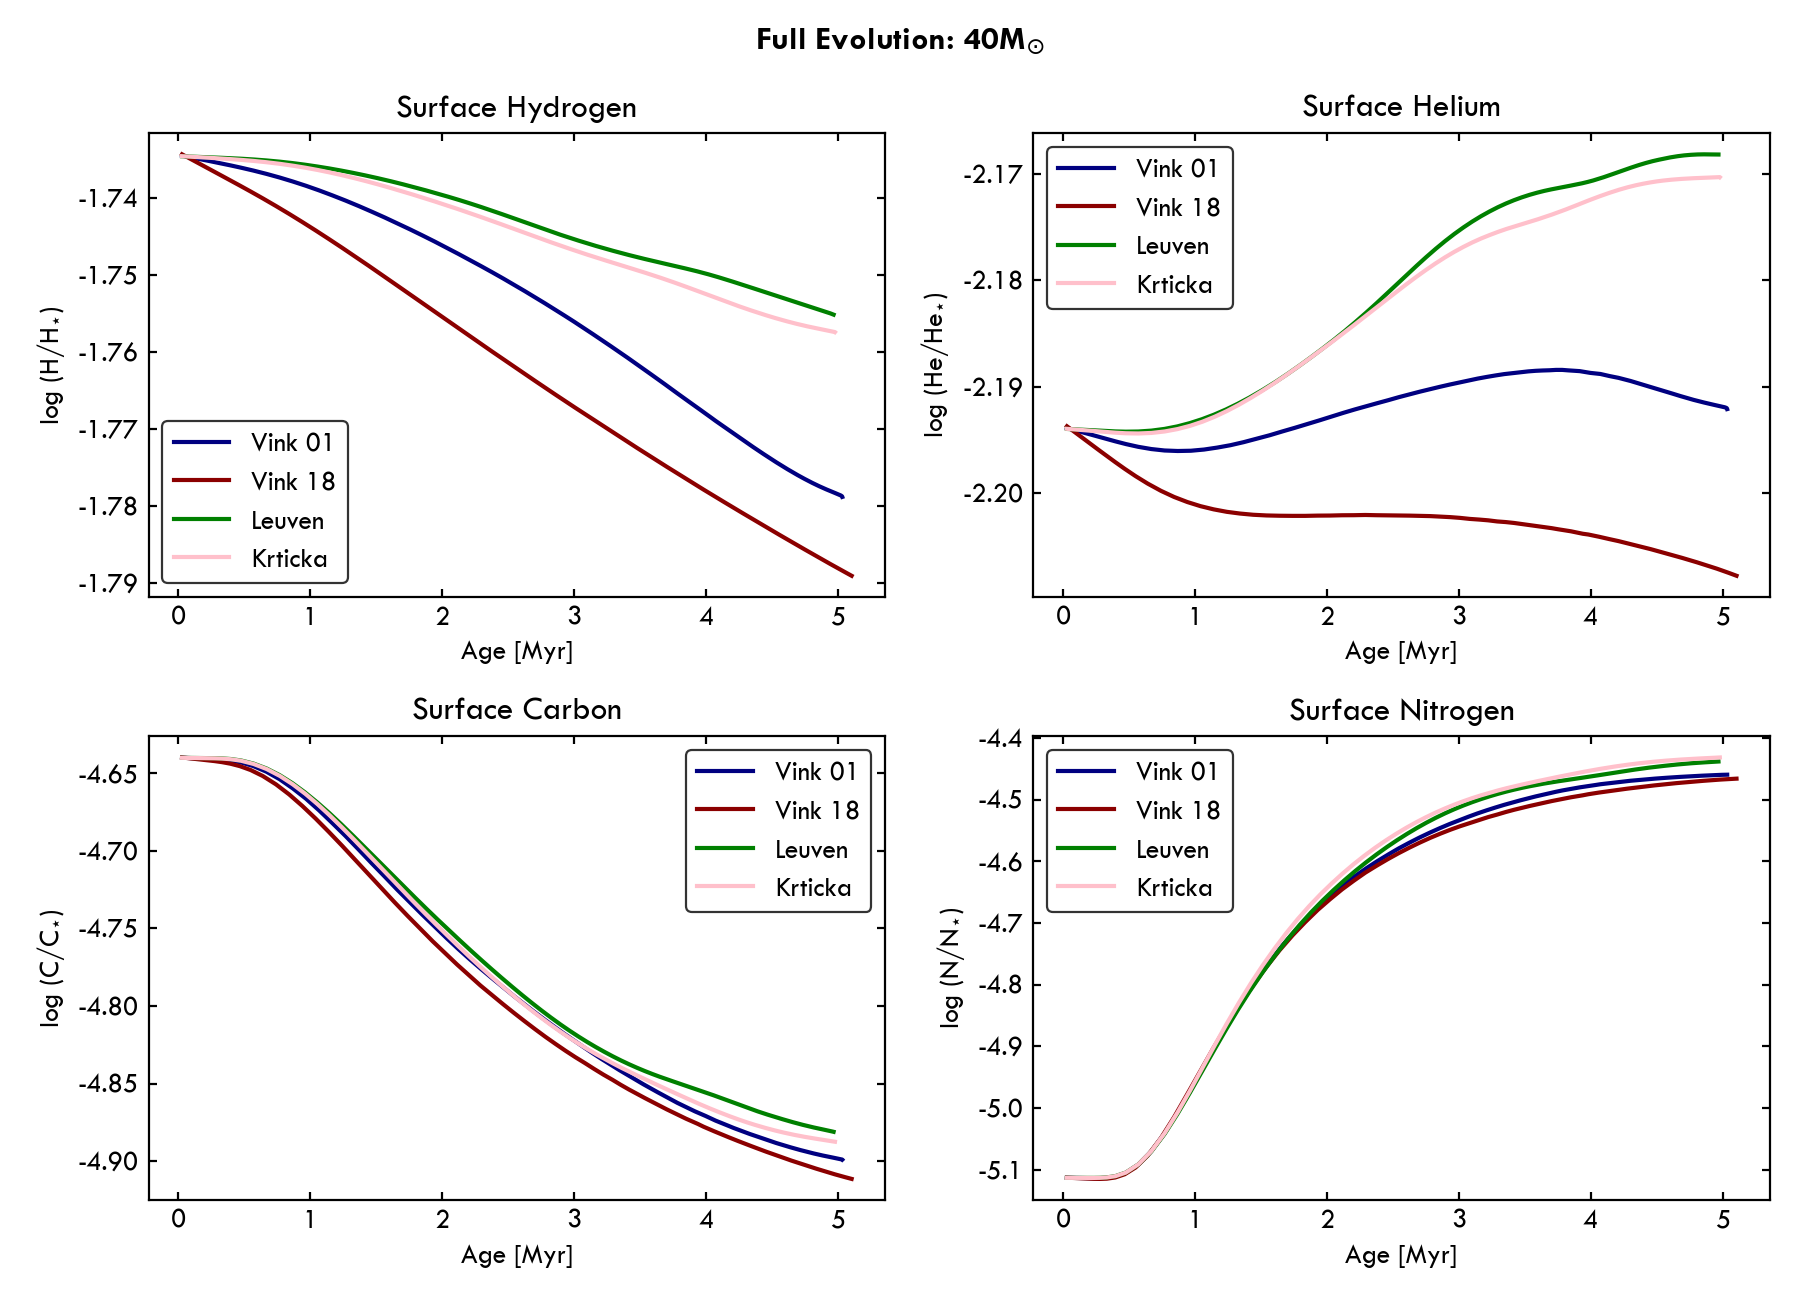 Full Evolution: 40M☉
Surface Hydrogen
log (H/H⋆)
-1.74
-1.75
-1.76
-1.77
-1.78
-1.79
Vink 01
Vink 18
Leuven
Krticka
0 1 2 3 4 5
Age [Myr]
Surface Helium
log (He/He⋆)
-2.17
-2.18
-2.19
-2.20
Vink 01
Vink 18
Leuven
Krticka
0 1 2 3 4 5
Age [Myr]
Surface Carbon
log (C/C⋆)
-4.65
-4.70
-4.75
-4.80
-4.85
-4.90
Vink 01
Vink 18
Leuven
Krticka
0 1 2 3 4 5
Age [Myr]
Surface Nitrogen
log (N/N⋆)
-4.4
-4.5
-4.6
-4.7
-4.8
-4.9
-5.0
-5.1
Vink 01
Vink 18
Leuven
Krticka
0 1 2 3 4 5
Age [Myr]